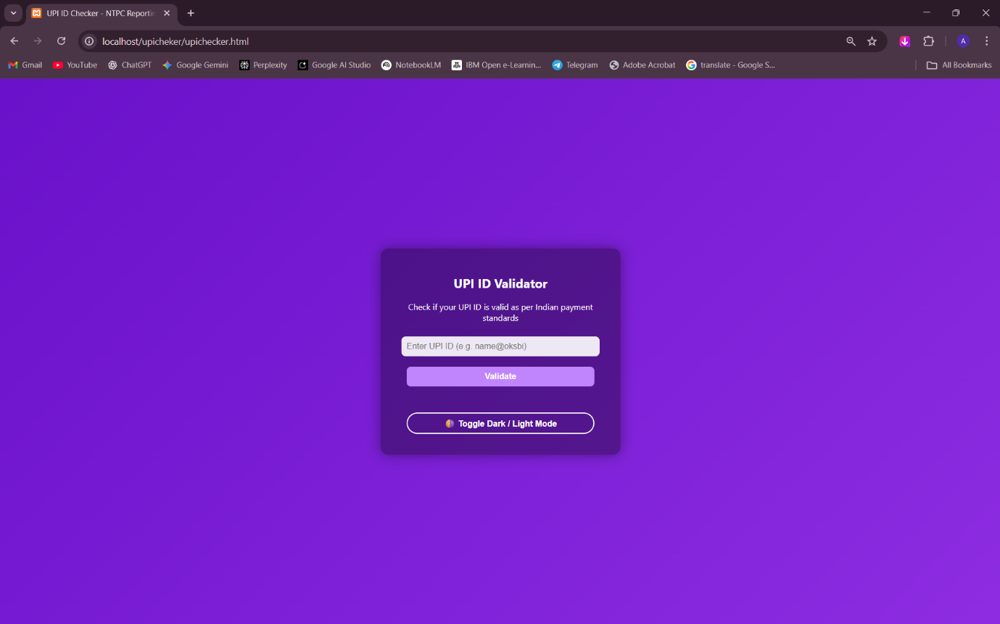 UPI ID Checker - NTPC Reportin
localhost/upicheker/upichecker.html
A
Gmail
YouTube
ChatGPT
Google Gemini
Perplexity
Google AI Studio
NotebookLM
IBM Open e-Learnin...
Telegram
Adobe Acrobat
translate - Google S...
All Bookmarks
UPI ID Validator
Check if your UPI ID is valid as per Indian payment
standards
Enter UPI ID (e.g. name@oksbi)
Validate
Toggle Dark / Light Mode